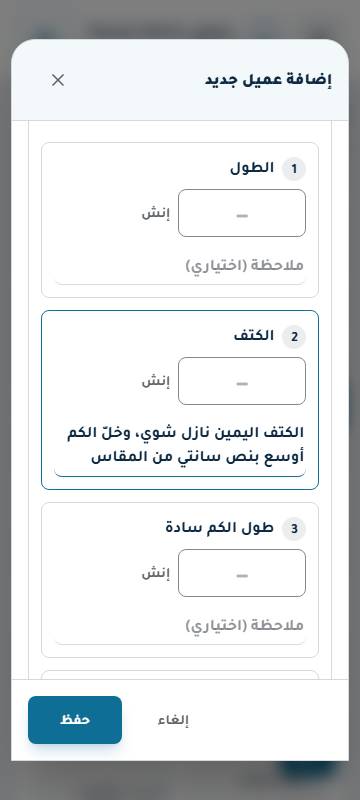 إضافة عميل جديد
1 الطول
— إنش
ملاحظة (اختياري)
2 الكتف
— إنش
الكتف اليمين نازل شوي، وخلّ الكم
أوسع بنص سانتي من المقاس
3 طول الكم سادة
— إنش
ملاحظة (اختياري)
إلغاء
حفظ